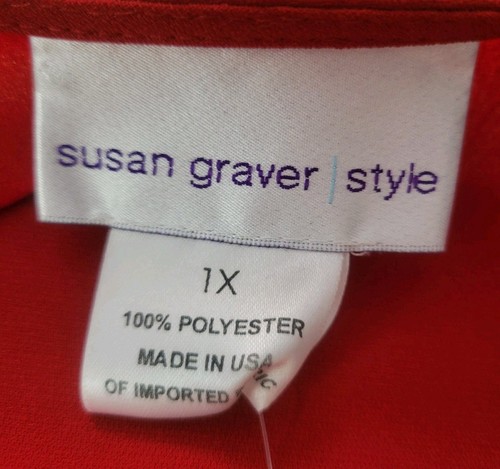 susan graver | style
1X
100% POLYESTER
MADE IN USA
OF IMPORTED